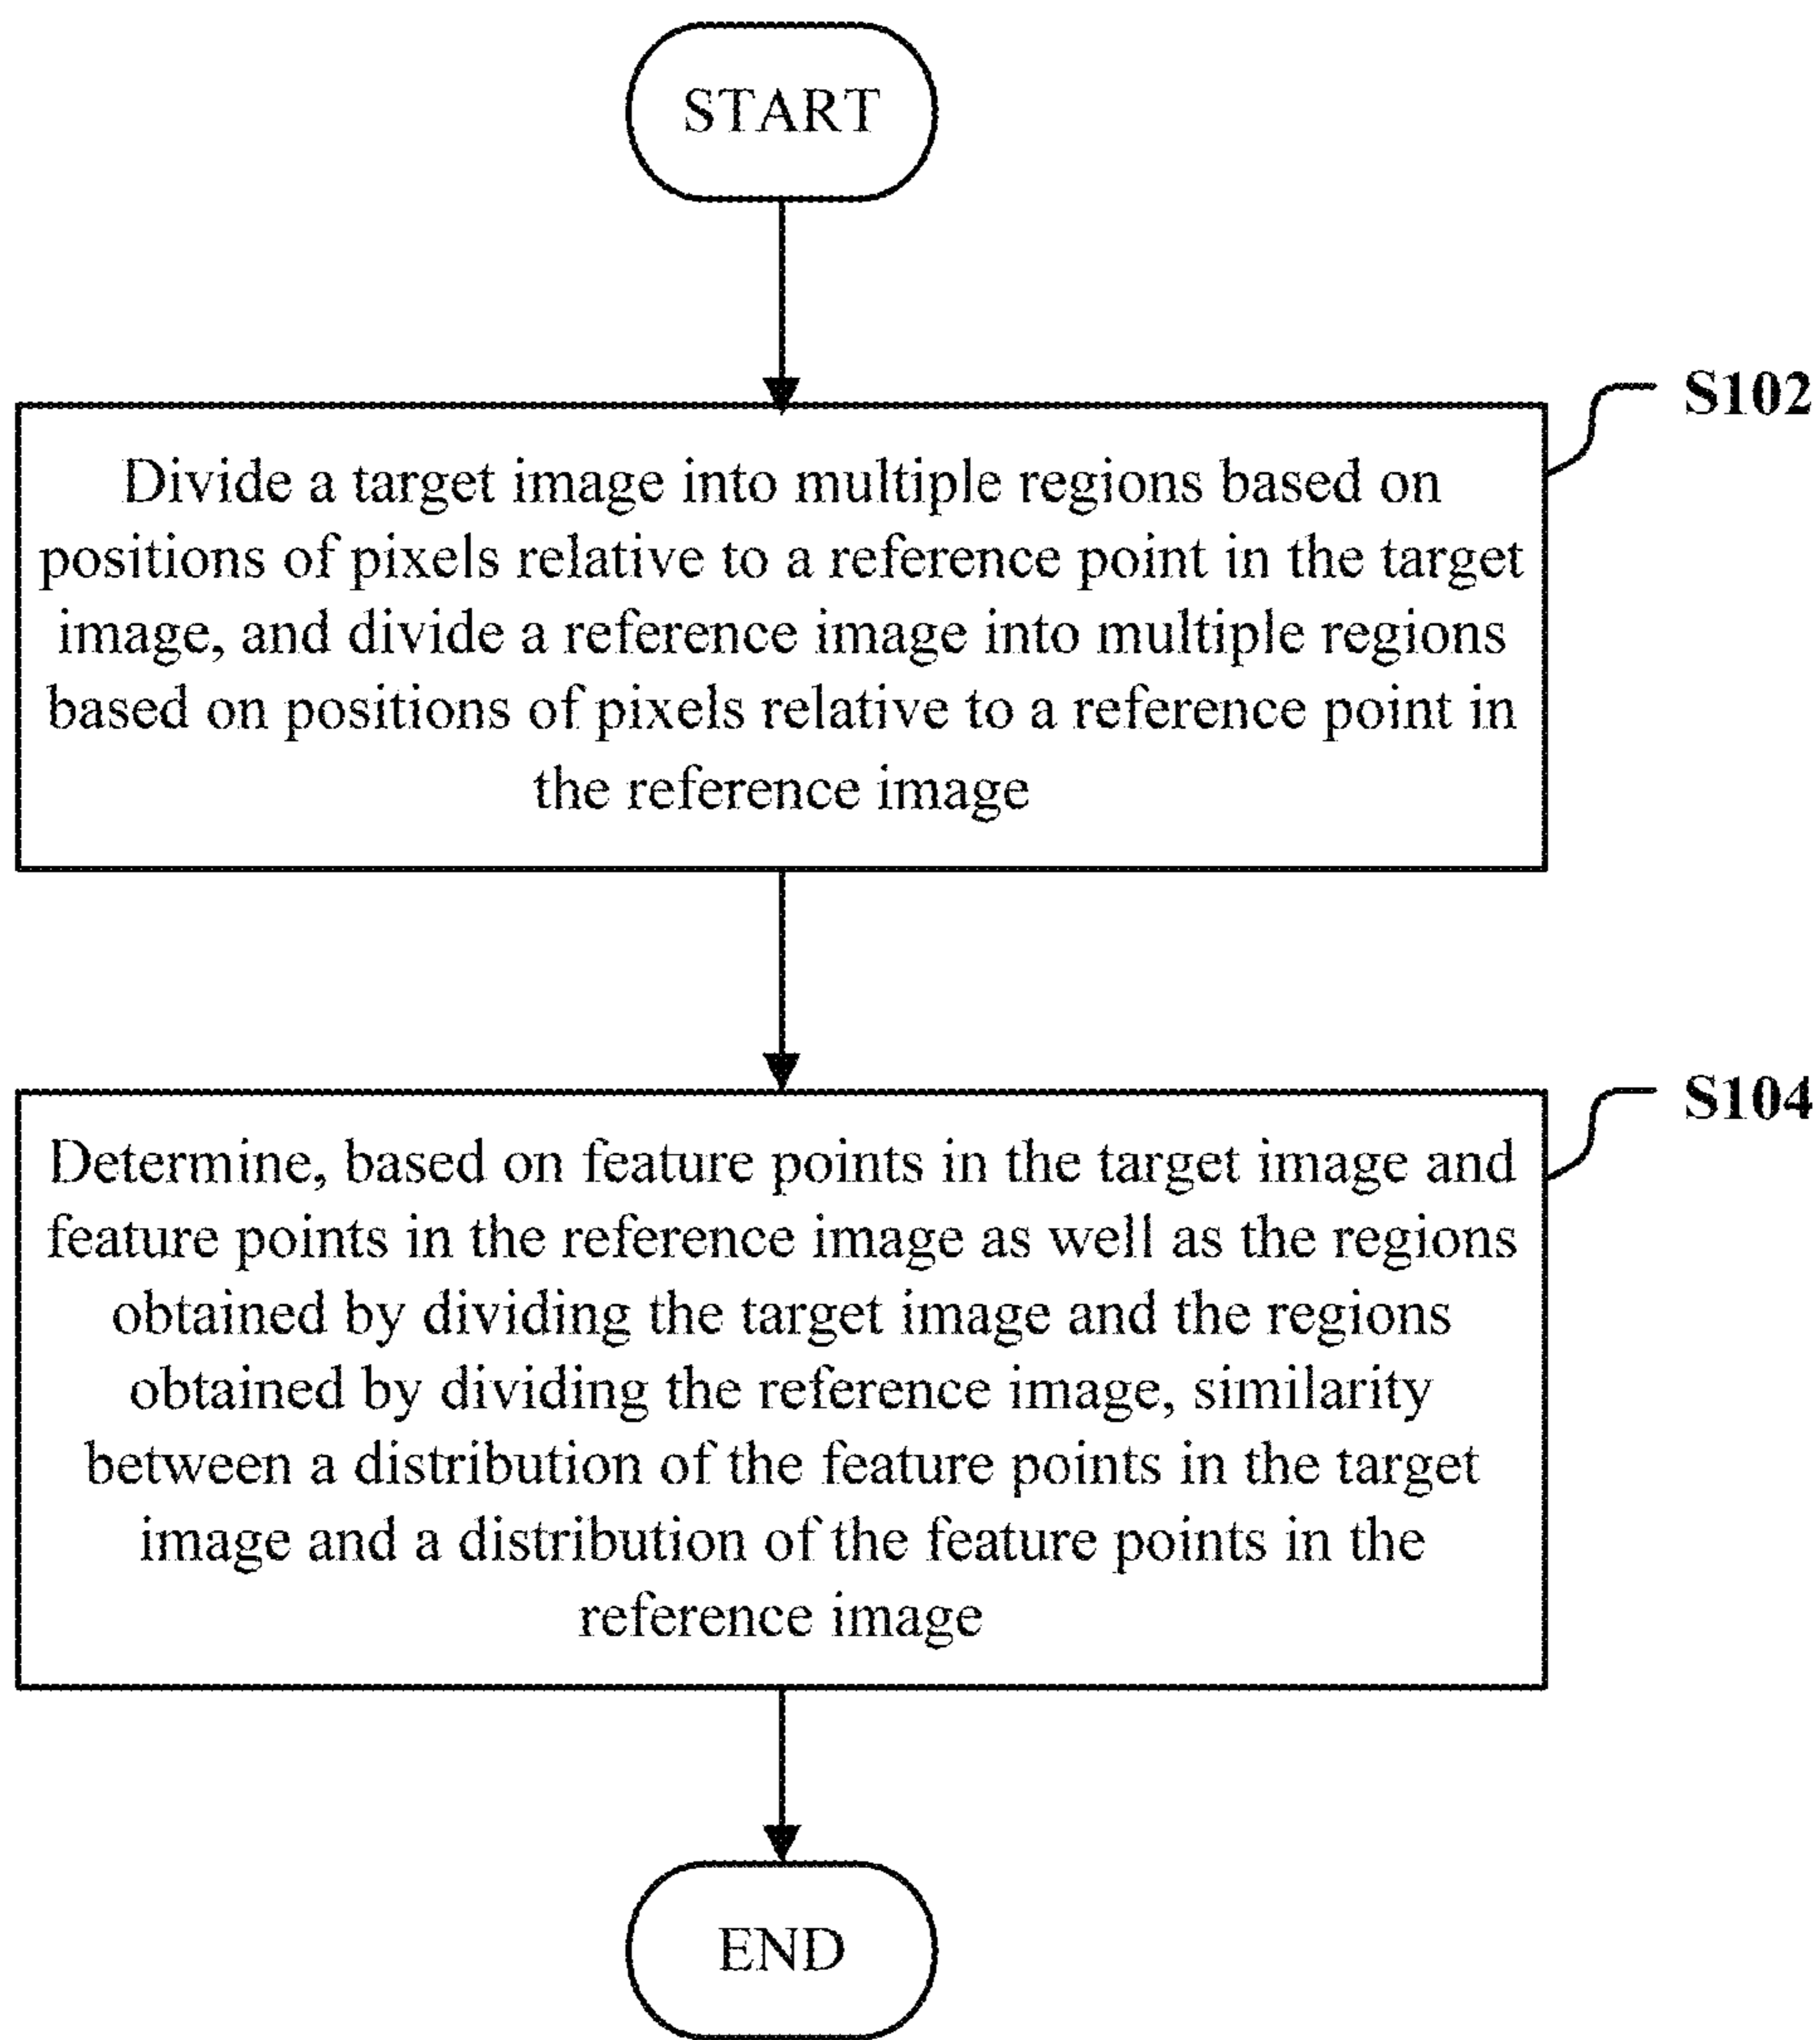 START
S102
Divide a target image into multiple regions based on
positions of pixels relative to a reference point in the target
image, and divide a reference image into multiple regions
based on positions of pixels relative to a reference point in
the reference image
S104
Determine, based on feature points in the target image and
feature points in the reference image as well as the regions
obtained by dividing the target image and the regions
obtained by dividing the reference image, similarity
between a distribution of the feature points in the target
image and a distribution of the feature points in the
reference image
END